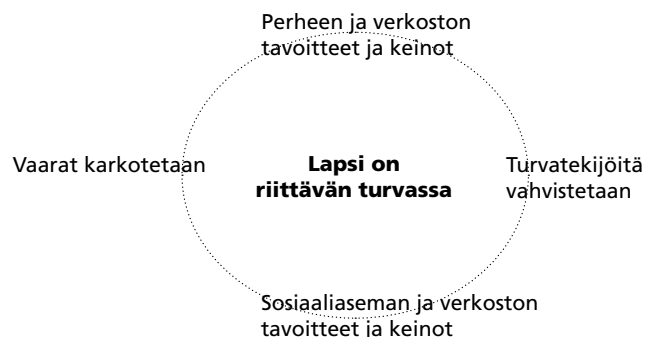 Perheen ja verkoston
tavoitteet ja keinot
Vaarat karkotetaan
Lapsi on
riittävän turvassa
Turvatekijöitä
vahvistetaan
Sosiaaliaseman ja verkoston
tavoitteet ja keinot